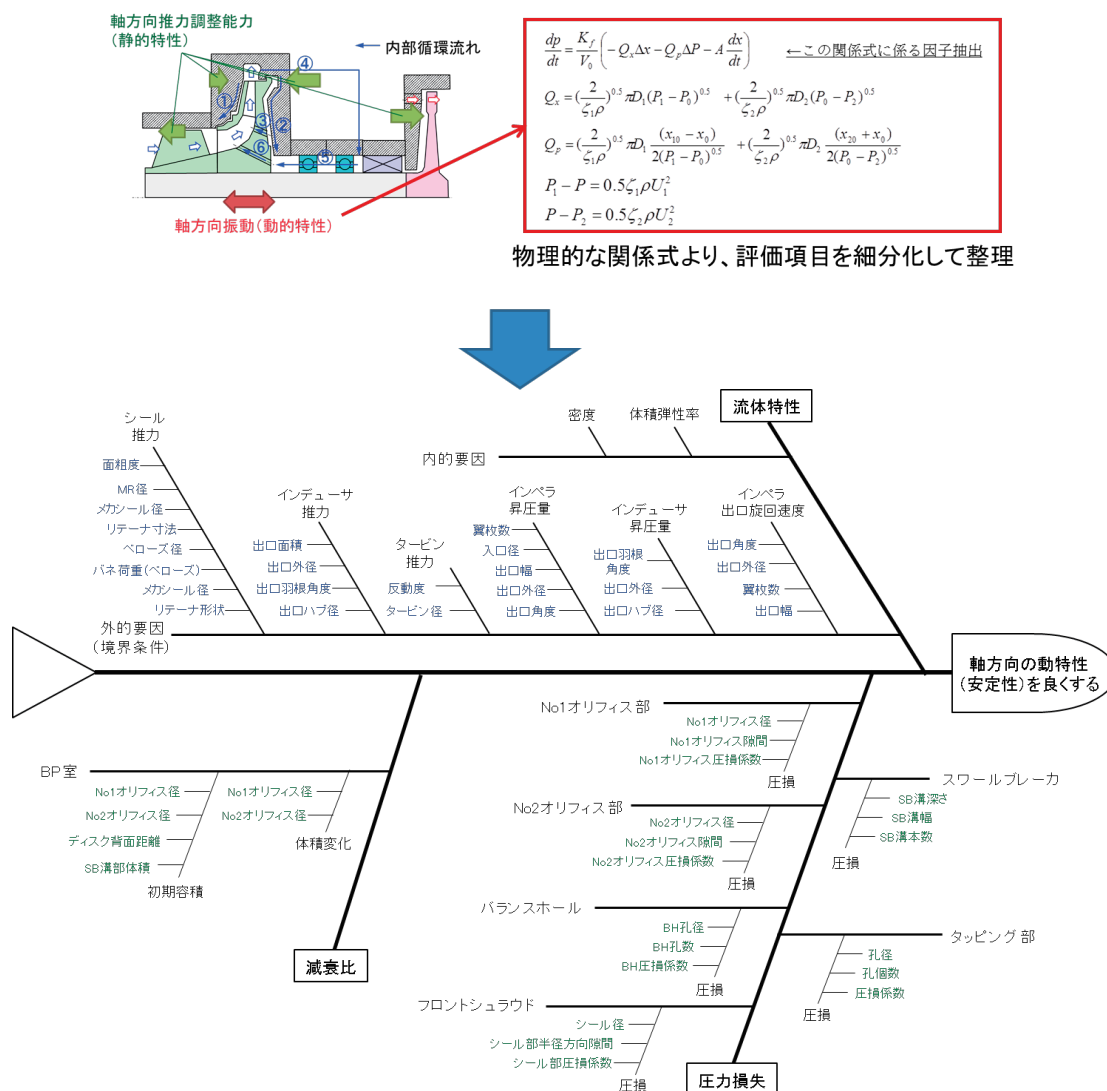 軸方向推力調整能力
(静的特性)
内部循環流れ
①
②
③
④
⑤
⑥
軸方向振動(動的特性)
dp/dt = K_f/V_0 (−Q_xΔx − Q_pΔP − A dx/dt) ←この関係式に係る因子抽出
Q_x = (2/ζ_1ρ)^0.5 πD_1(P_1 − P_0)^0.5 + (2/ζ_2ρ)^0.5 πD_2(P_0 − P_2)^0.5
Q_p = (2/ζ_1ρ)^0.5 πD_1 (x_10 − x_0)/2(P_1 − P_0)^0.5 + (2/ζ_2ρ)^0.5 πD_2 (x_20 + x_0)/2(P_0 − P_2)^0.5
P_1 − P = 0.5ζ_1ρU_1^2
P − P_2 = 0.5ζ_2ρU_2^2
物理的な関係式より、評価項目を細分化して整理
流体特性
内的要因
密度
体積弾性率
外的要因
(境界条件)
シール
推力
面粗度
MR径
メカシール径
リテーナ寸法
ベローズ径
バネ荷重(ベローズ)
メカシール径
リテーナ形状
インデューサ
推力
出口面積
出口外径
出口羽根角度
出口ハブ径
タービン
推力
反動度
タービン径
インペラ
昇圧量
翼枚数
入口径
出口幅
出口外径
出口角度
インデューサ
昇圧量
出口羽根
角度
出口外径
出口ハブ径
インペラ
出口旋回速度
出口角度
出口外径
翼枚数
出口幅
軸方向の動特性
(安定性)を良くする
BP室
No1オリフィス径
No2オリフィス径
ディスク背面距離
SB溝部体積
初期容積
No1オリフィス径
No2オリフィス径
体積変化
減衰比
No1オリフィス部
No1オリフィス径
No1オリフィス隙間
No1オリフィス圧損係数
圧損
No2オリフィス部
No2オリフィス径
No2オリフィス隙間
No2オリフィス圧損係数
圧損
バランスホール
BH孔径
BH孔数
BH圧損係数
圧損
フロントシュラウド
シール径
シール部半径方向隙間
シール部圧損係数
圧損
スワールブレーカ
SB溝深さ
SB溝幅
SB溝本数
圧損
タッピング部
孔径
孔個数
圧損係数
圧損
圧力損失